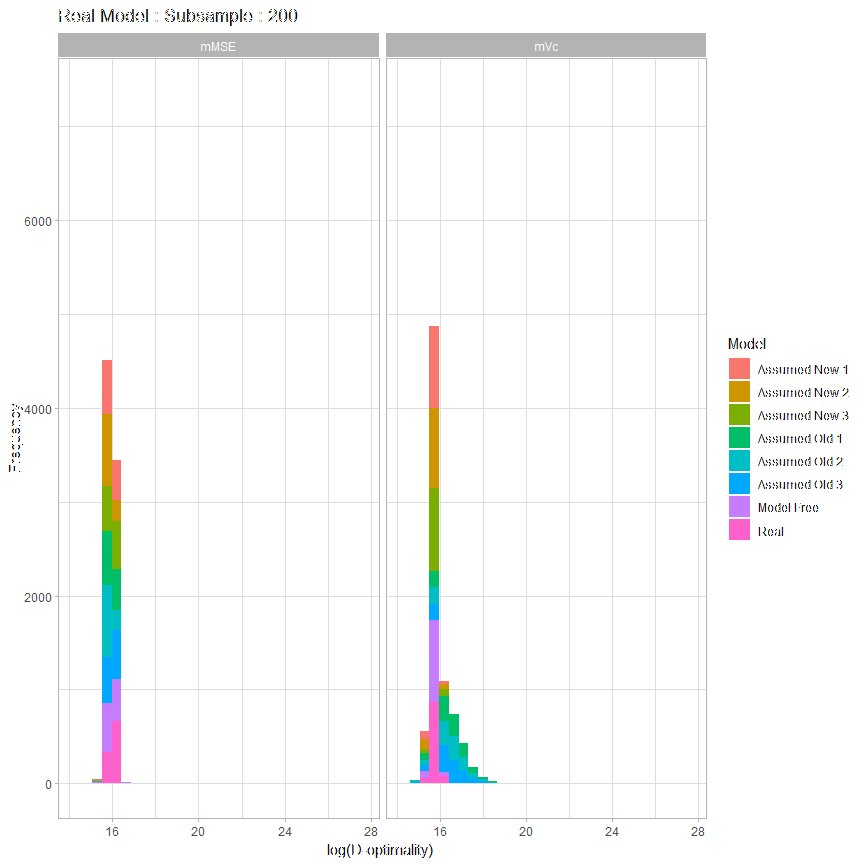 Real Model : Subsample : 200
mMSE
mVc
6000
4000
2000
0
Frequency
16
20
24
28
16
20
24
28
log(D-optimality)
Model
Assumed New 1
Assumed New 2
Assumed New 3
Assumed Old 1
Assumed Old 2
Assumed Old 3
Model Free
Real